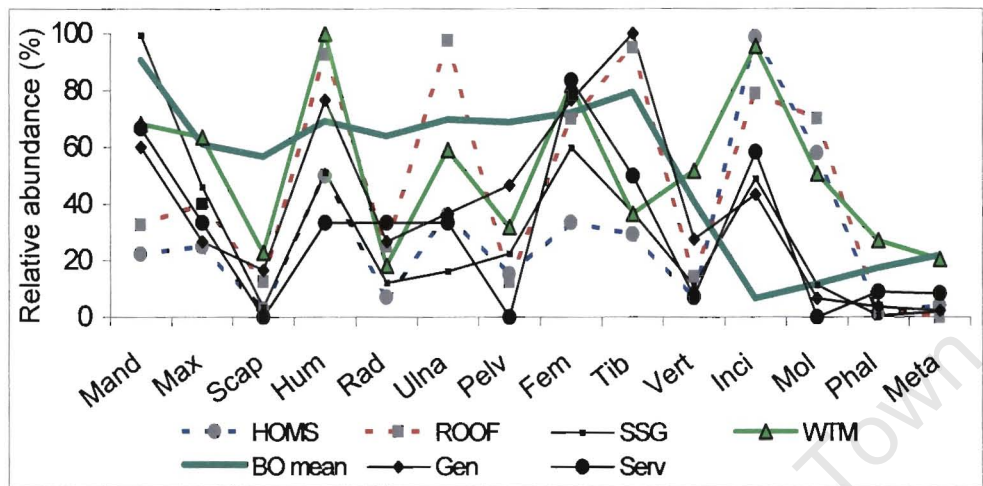 Relative abundance (%)
100
80
60
40
20
0
Mand Max Scap Hum Rad Ulna Pelv Fem Tib Vert Inci Mol Phal Meta
HOMS ROOF SSG WTM
BO mean Gen Serv
Town